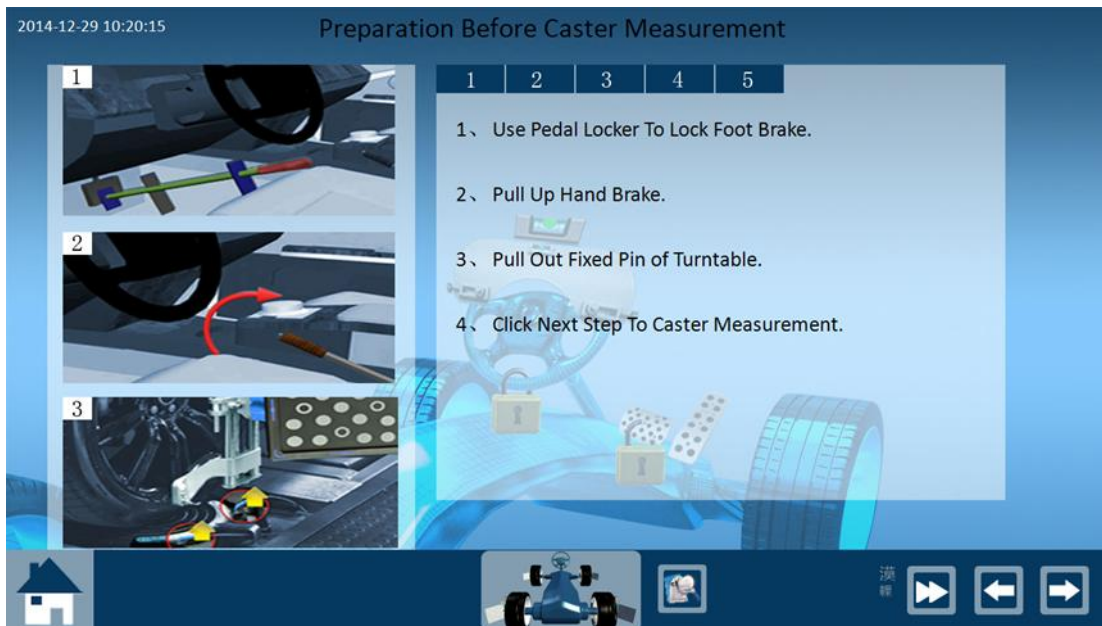 2014-12-29 10:20:15
Preparation Before Caster Measurement
1
2
3
1 2 3 4 5
1、 Use Pedal Locker To Lock Foot Brake.
2、 Pull Up Hand Brake.
3、 Pull Out Fixed Pin of Turntable.
4、 Click Next Step To Caster Measurement.